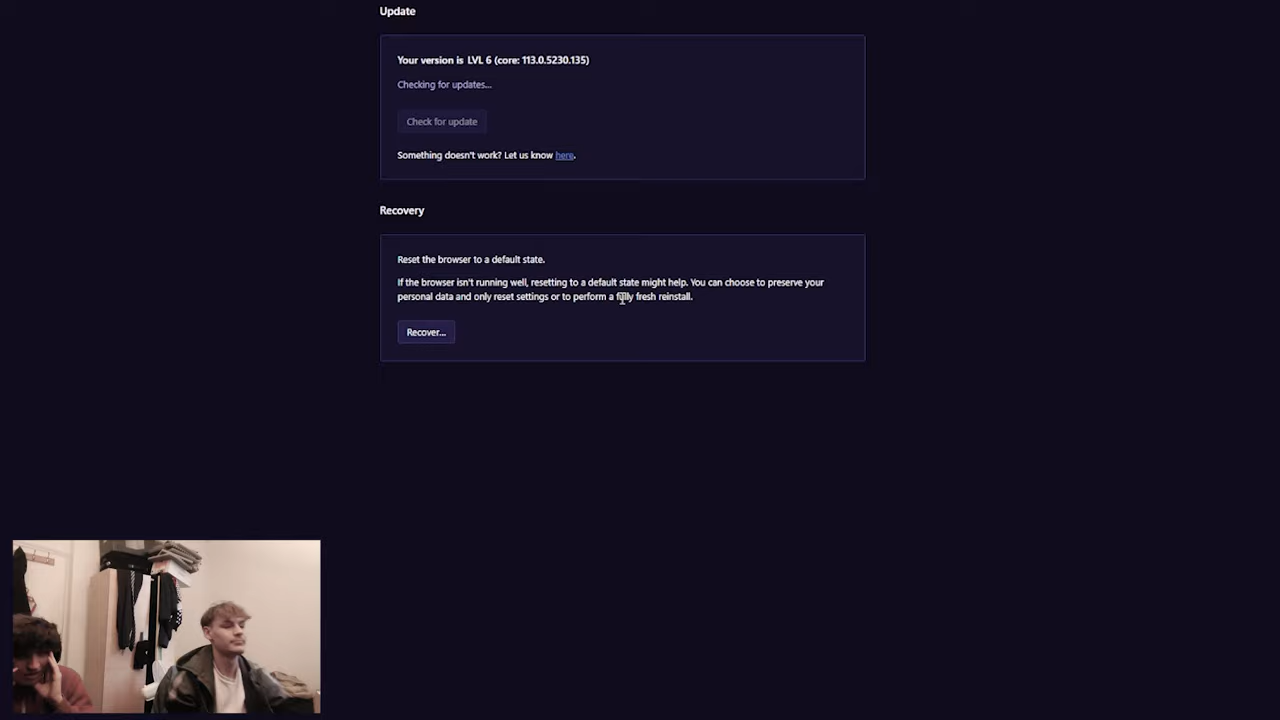 Update
Your version is LVL 6 (core: 113.0.5230.135)
Checking for updates...
Check for update
Something doesn't work? Let us know here.
Recovery
Reset the browser to a default state.
If the browser isn't running well, resetting to a default state might help. You can choose to preserve your
personal data and only reset settings or to perform a fully fresh reinstall.
Recover...